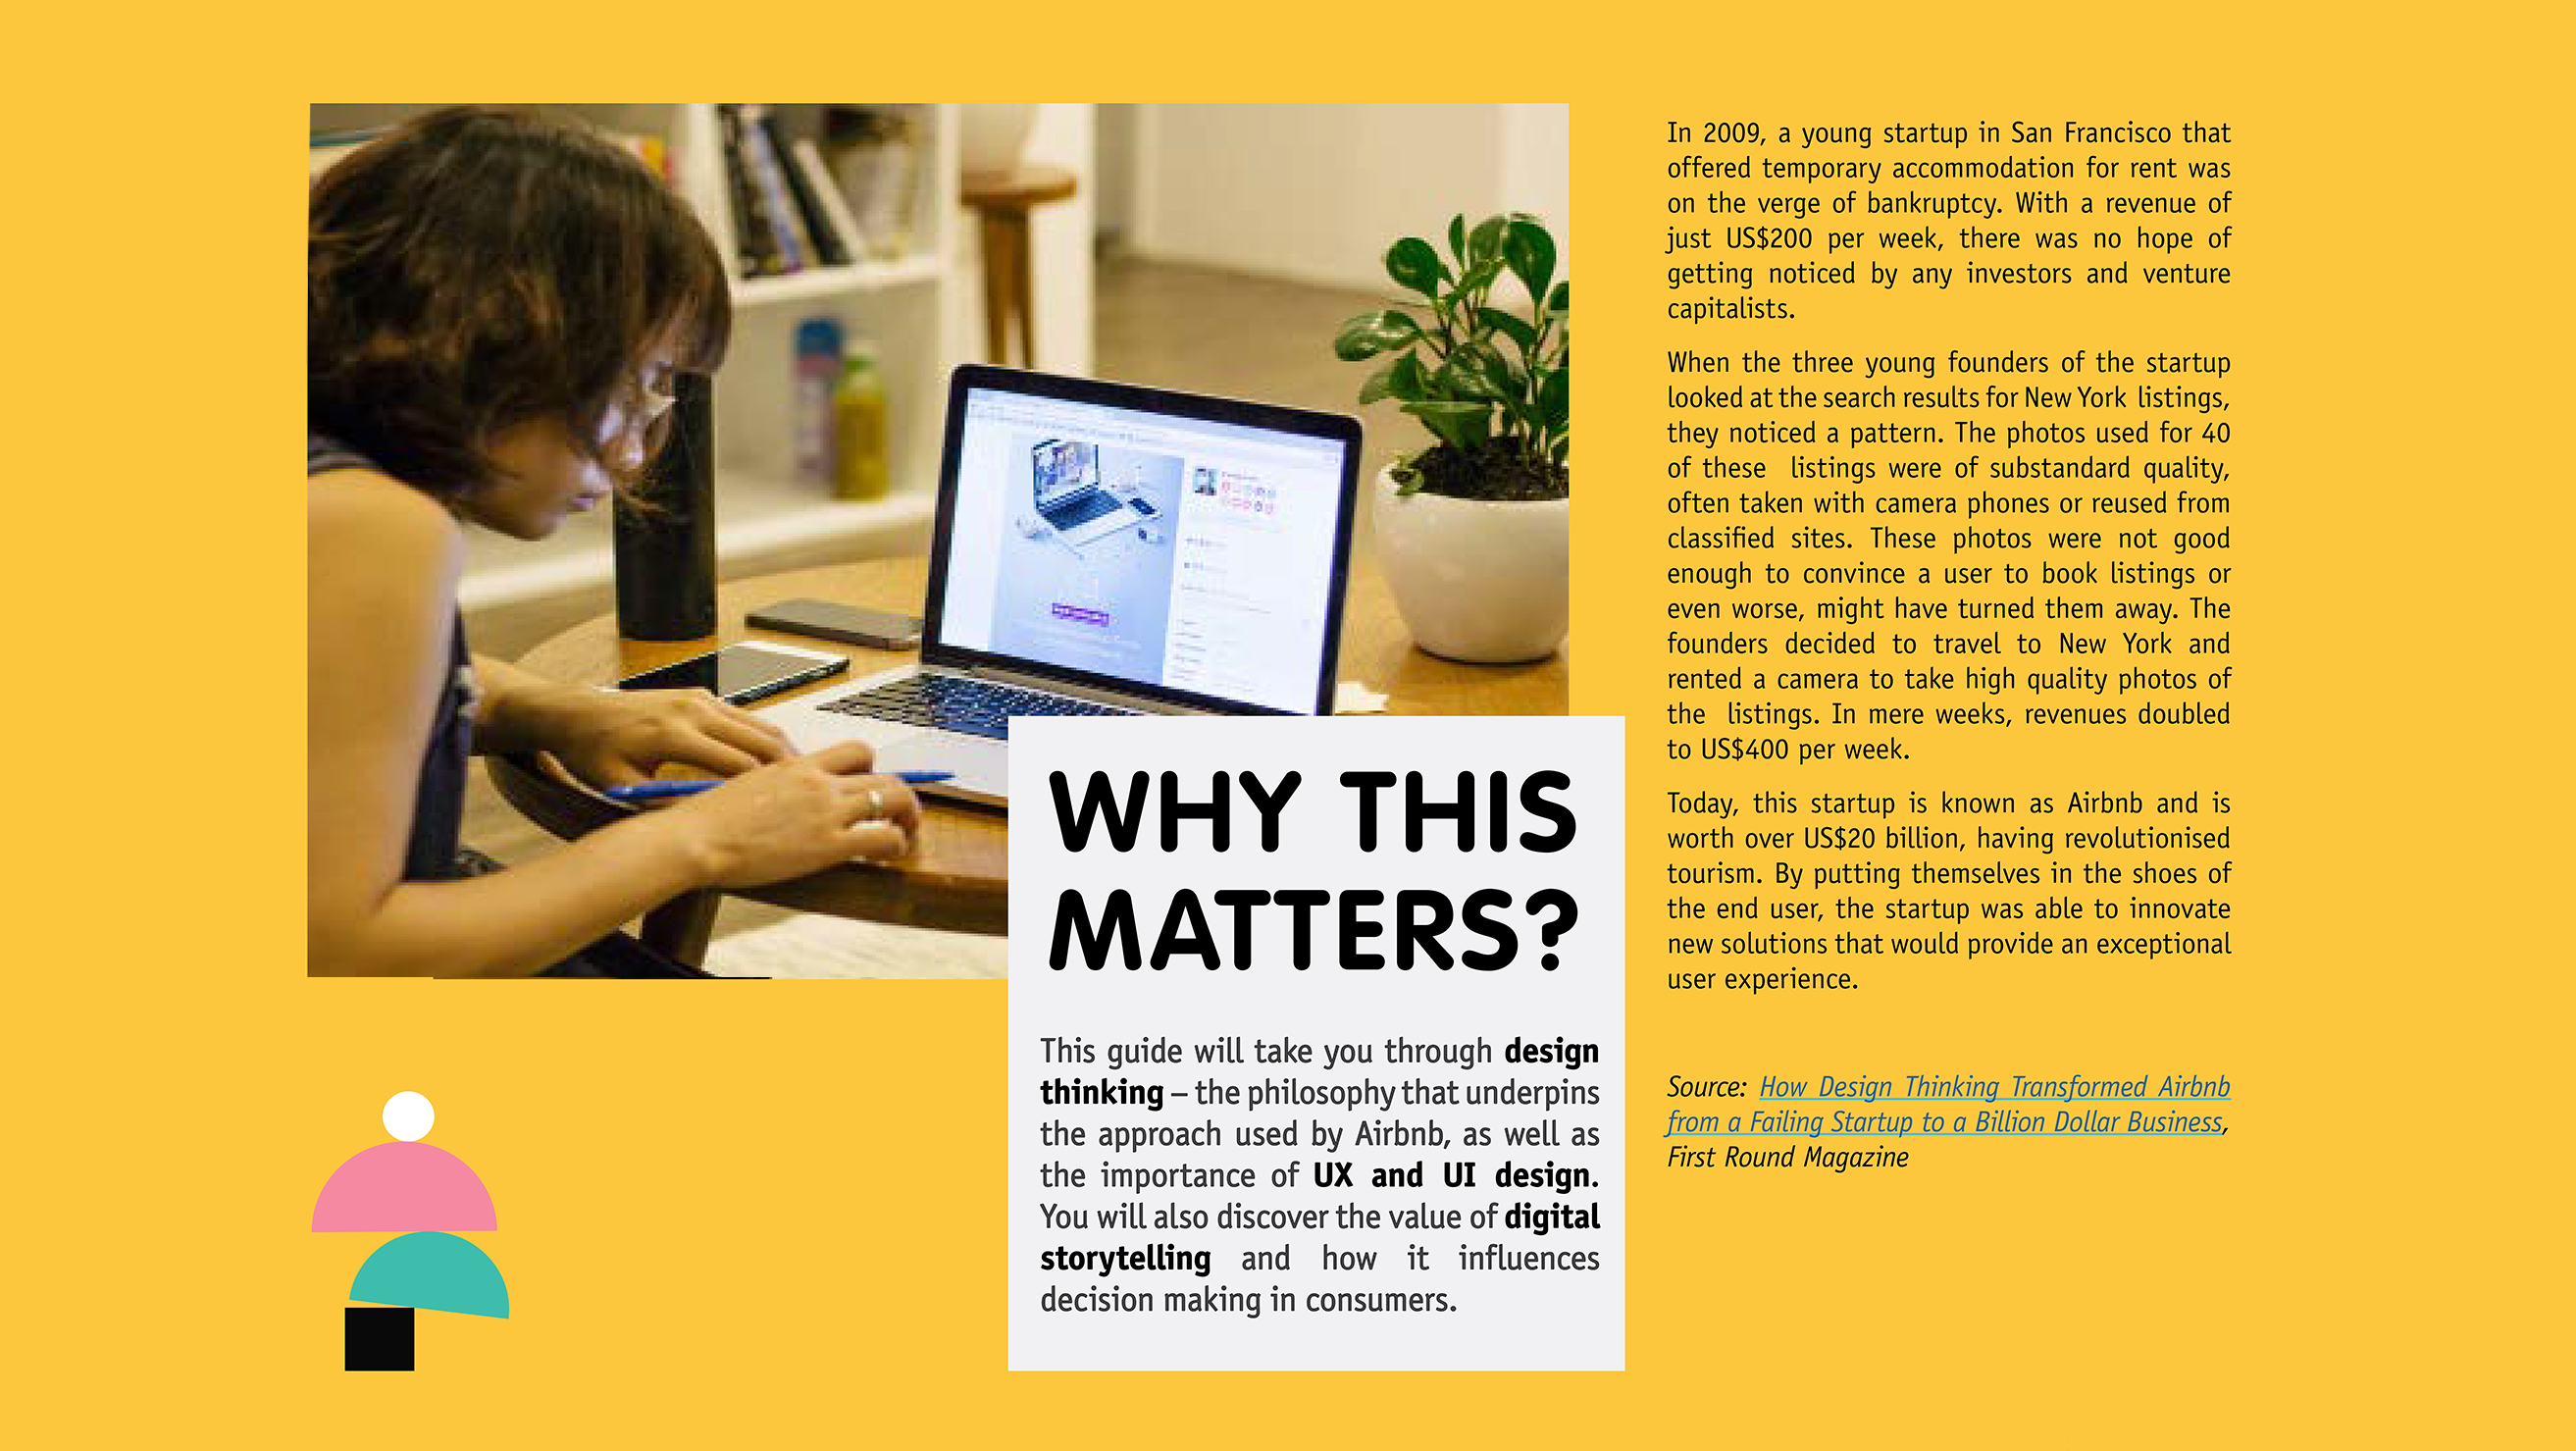 WHY THIS
MATTERS?
This guide will take you through design
thinking – the philosophy that underpins
the approach used by Airbnb, as well as
the importance of UX and UI design.
You will also discover the value of digital
storytelling and how it influences
decision making in consumers.
In 2009, a young startup in San Francisco that
offered temporary accommodation for rent was
on the verge of bankruptcy. With a revenue of
just US$200 per week, there was no hope of
getting noticed by any investors and venture
capitalists.
When the three young founders of the startup
looked at the search results for New York listings,
they noticed a pattern. The photos used for 40
of these listings were of substandard quality,
often taken with camera phones or reused from
classified sites. These photos were not good
enough to convince a user to book listings or
even worse, might have turned them away. The
founders decided to travel to New York and
rented a camera to take high quality photos of
the listings. In mere weeks, revenues doubled
to US$400 per week.
Today, this startup is known as Airbnb and is
worth over US$20 billion, having revolutionised
tourism. By putting themselves in the shoes of
the end user, the startup was able to innovate
new solutions that would provide an exceptional
user experience.
Source: How Design Thinking Transformed Airbnb
from a Failing Startup to a Billion Dollar Business,
First Round Magazine